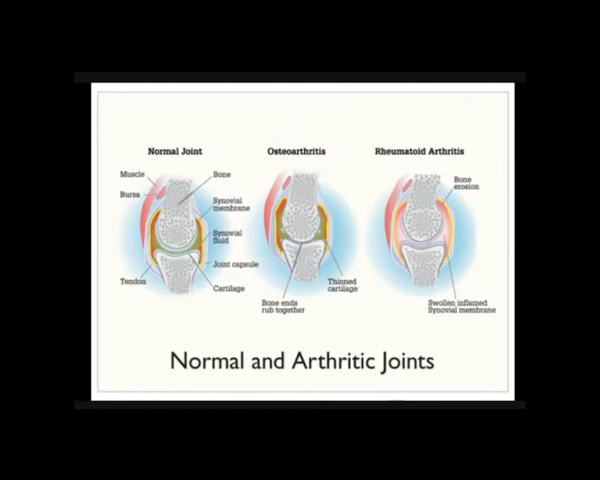 Normal Joint
Osteoarthritis
Rheumatoid Arthritis
Muscle
Bone
Bursa
Synovial
membrane
Synovial
fluid
Joint capsule
Tendon
Cartilage
Bone ends
rub together
Thinned
cartilage
Bone
erosion
Swollen inflamed
Synovial membrane
Normal and Arthritic Joints